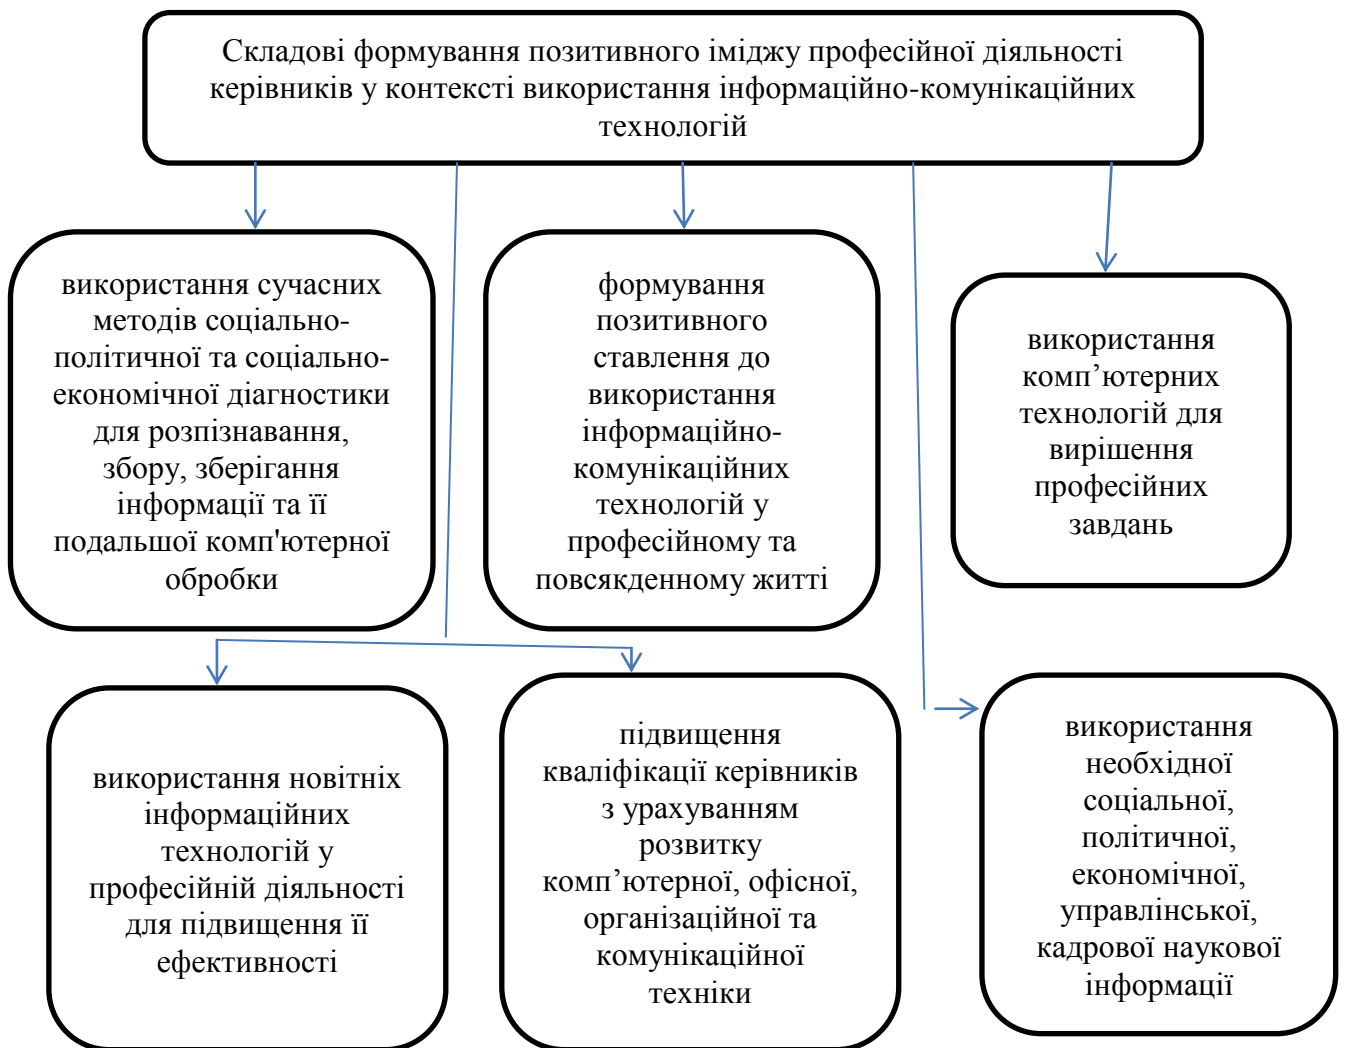 Складові формування позитивного іміджу професійної діяльності
керівників у контексті використання інформаційно-комунікаційних
технологій
використання сучасних
методів соціально-
політичної та соціально-
економічної діагностики
для розпізнавання,
збору, зберігання
інформації та її
подальшої комп'ютерної
обробки
формування
позитивного
ставлення до
використання
інформаційно-
комунікаційних
технологій у
професійному та
повсякденному житті
використання
комп’ютерних
технологій для
вирішення
професійних
завдань
використання новітніх
інформаційних
технологій у
професійній діяльності
для підвищення її
ефективності
підвищення
кваліфікації керівників
з урахуванням
розвитку
комп’ютерної, офісної,
організаційної та
комунікаційної
техніки
використання
необхідної
соціальної,
політичної,
економічної,
управлінської,
кадрової наукової
інформації